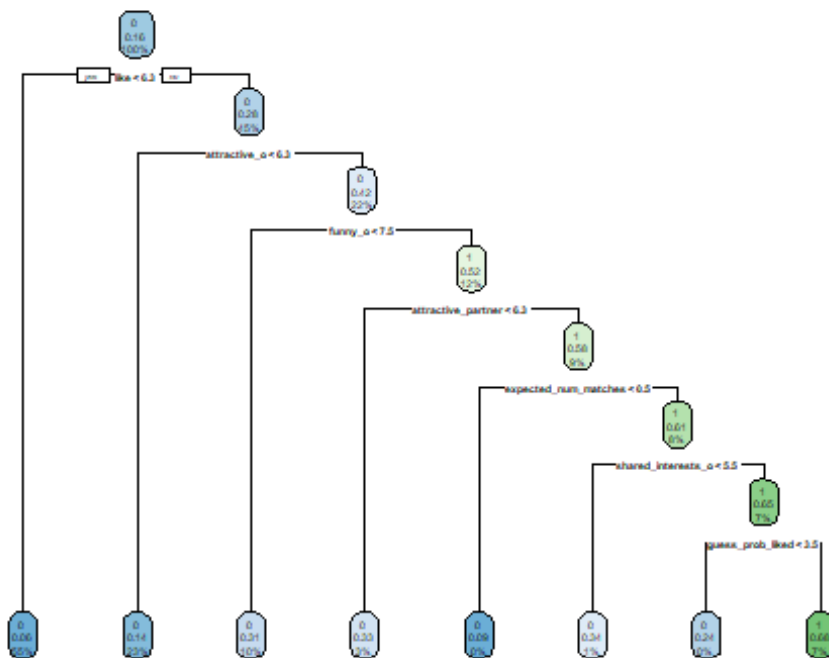 0
0.16
100%
yes like < 6.3 no
0
0.28
45%
attractive_o < 6.3
0
0.42
22%
funny_o < 7.5
1
0.52
12%
attractive_partner < 6.3
1
0.58
9%
expected_num_matches < 0.5
1
0.61
8%
shared_interests_o < 5.5
1
0.65
7%
guess_prob_liked < 3.5
0 0 0 0 0 0 0 1
0.06 0.14 0.31 0.33 0.09 0.34 0.24 0.66
55% 23% 10% 3% 0% 1% 0% 7%